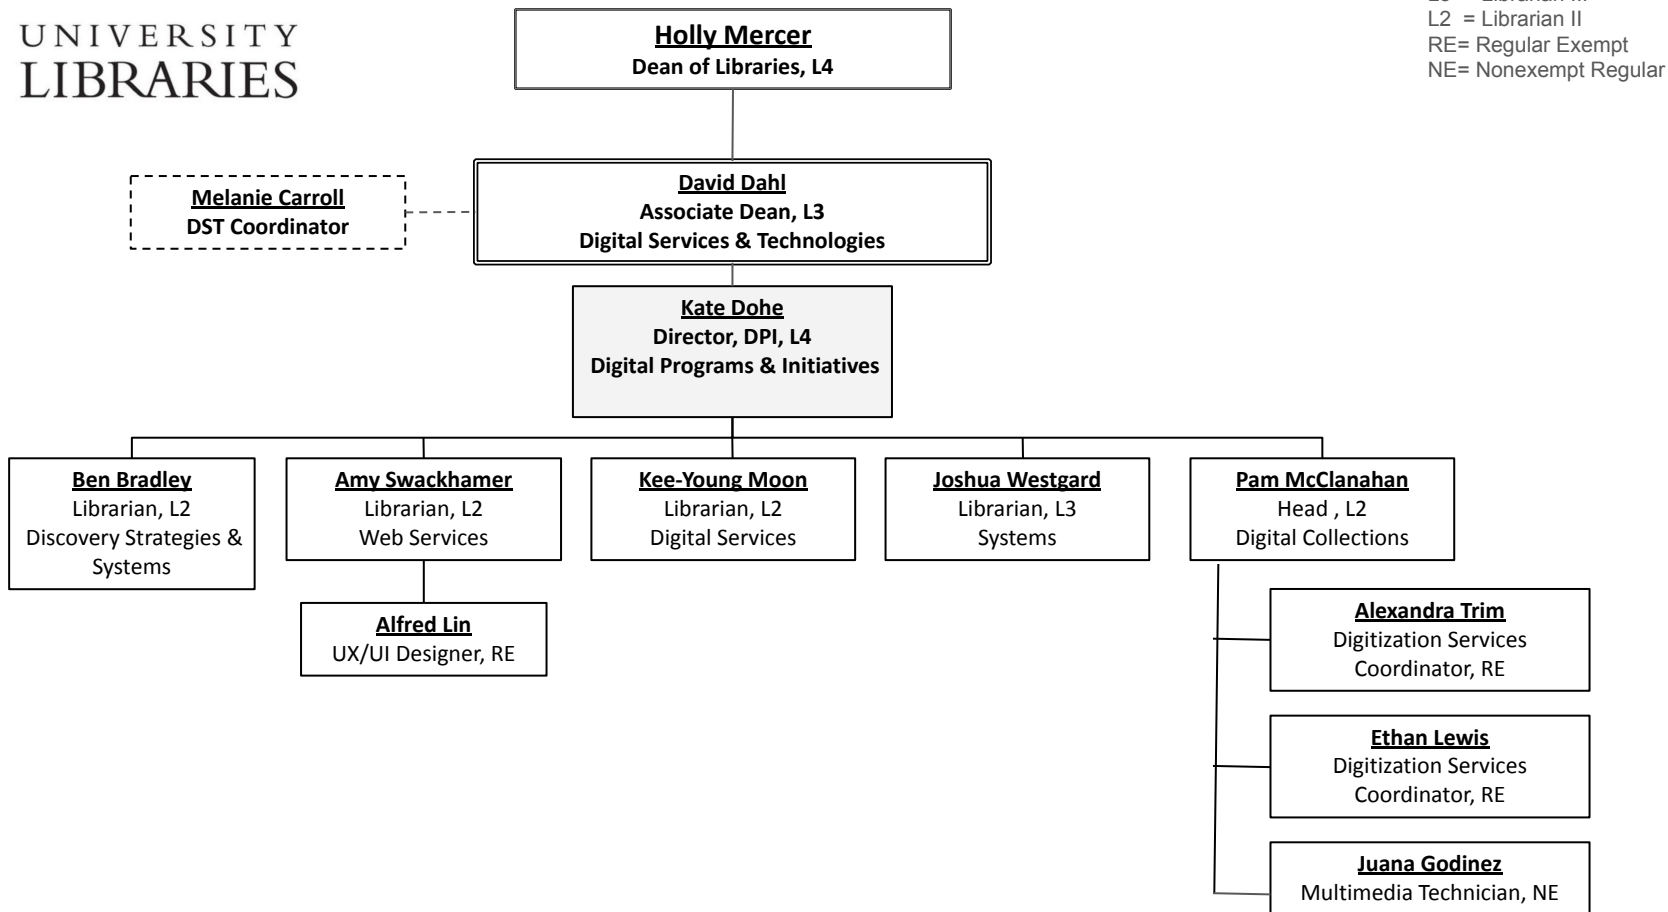 UNIVERSITY
LIBRARIES
Holly Mercer
Dean of Libraries, L4
L2 = Librarian II
RE= Regular Exempt
NE= Nonexempt Regular
Melanie Carroll
DST Coordinator
David Dahl
Associate Dean, L3
Digital Services & Technologies
Kate Dohe
Director, DPI, L4
Digital Programs & Initiatives
Ben Bradley
Librarian, L2
Discovery Strategies &
Systems
Amy Swackhamer
Librarian, L2
Web Services
Kee-Young Moon
Librarian, L2
Digital Services
Joshua Westgard
Librarian, L3
Systems
Pam McClanahan
Head , L2
Digital Collections
Alfred Lin
UX/UI Designer, RE
Alexandra Trim
Digitization Services
Coordinator, RE
Ethan Lewis
Digitization Services
Coordinator, RE
Juana Godinez
Multimedia Technician, NE